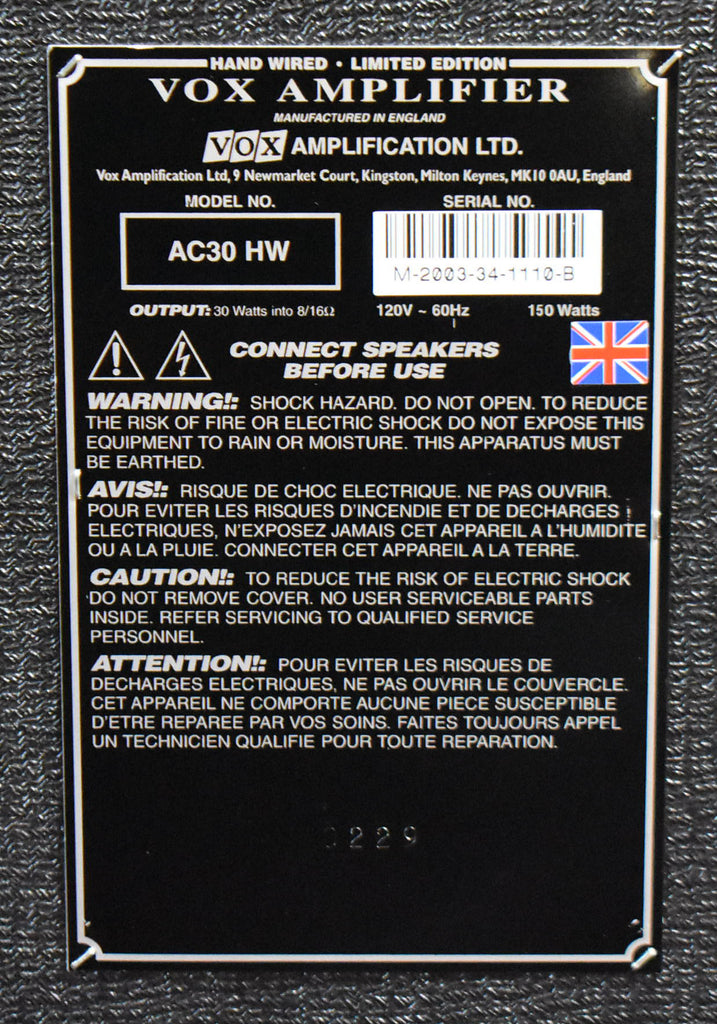 HAND WIRED • LIMITED EDITION
VOX AMPLIFIER
MANUFACTURED IN ENGLAND
VOX AMPLIFICATION LTD.
Vox Amplification Ltd, 9 Newmarket Court, Kingston, Milton Keynes, MK10 0AU, England
MODEL NO. SERIAL NO.
AC30 HW
M-2003-34-1110-B
OUTPUT: 30 Watts into 8/16Ω 120V ~ 60Hz 150 Watts
CONNECT SPEAKERS
BEFORE USE
WARNING!: SHOCK HAZARD. DO NOT OPEN. TO REDUCE
THE RISK OF FIRE OR ELECTRIC SHOCK DO NOT EXPOSE THIS
EQUIPMENT TO RAIN OR MOISTURE. THIS APPARATUS MUST
BE EARTHED.
AVIS!: RISQUE DE CHOC ELECTRIQUE. NE PAS OUVRIR.
POUR EVITER LES RISQUES D'INCENDIE ET DE DECHARGES
ELECTRIQUES, N'EXPOSEZ JAMAIS CET APPAREIL A L'HUMIDITE
OU A LA PLUIE. CONNECTER CET APPAREIL A LA TERRE.
CAUTION!: TO REDUCE THE RISK OF ELECTRIC SHOCK
DO NOT REMOVE COVER. NO USER SERVICEABLE PARTS
INSIDE. REFER SERVICING TO QUALIFIED SERVICE
PERSONNEL.
ATTENTION!: POUR EVITER LES RISQUES DE
DECHARGES ELECTRIQUES, NE PAS OUVRIR LE COUVERCLE.
CET APPAREIL NE COMPORTE AUCUNE PIECE SUSCEPTIBLE
D'ETRE REPAREE PAR VOS SOINS. FAITES TOUJOURS APPEL
UN TECHNICIEN QUALIFIE POUR TOUTE REPARATION.
0229